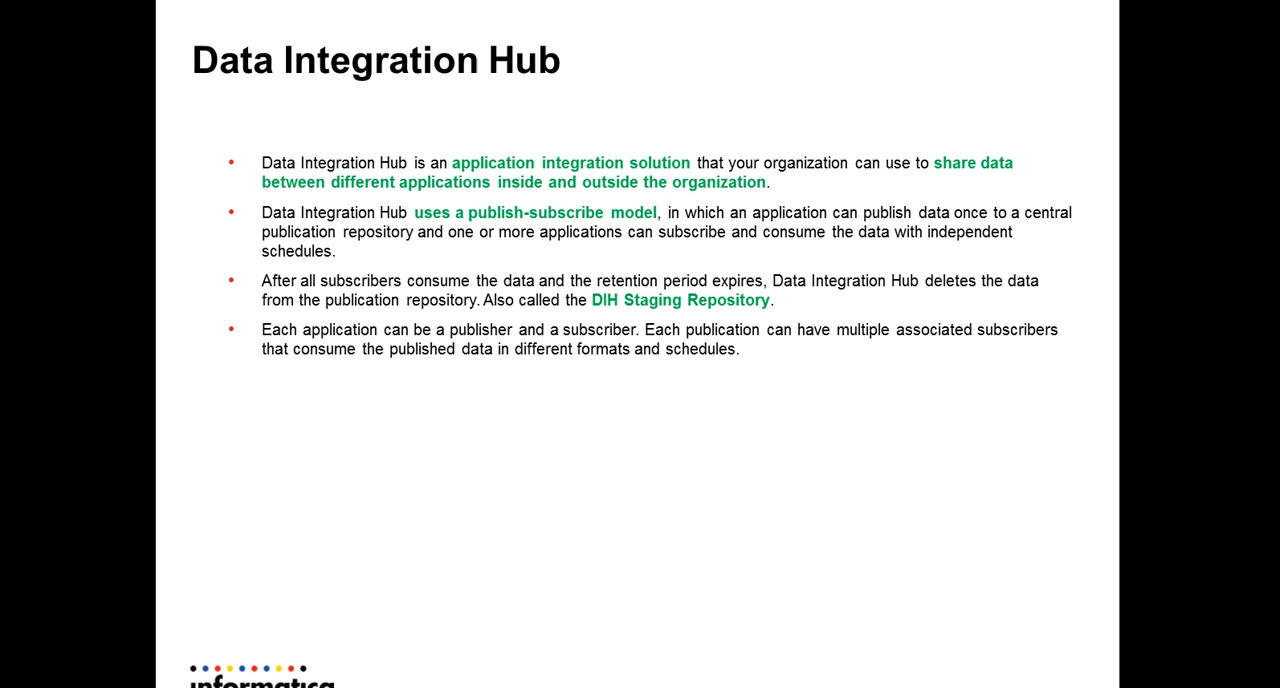 Data Integration Hub
• Data Integration Hub is an application integration solution that your organization can use to share data
between different applications inside and outside the organization.
• Data Integration Hub uses a publish-subscribe model, in which an application can publish data once to a central
publication repository and one or more applications can subscribe and consume the data with independent
schedules.
• After all subscribers consume the data and the retention period expires, Data Integration Hub deletes the data
from the publication repository. Also called the DIH Staging Repository.
• Each application can be a publisher and a subscriber. Each publication can have multiple associated subscribers
that consume the published data in different formats and schedules.
informatica